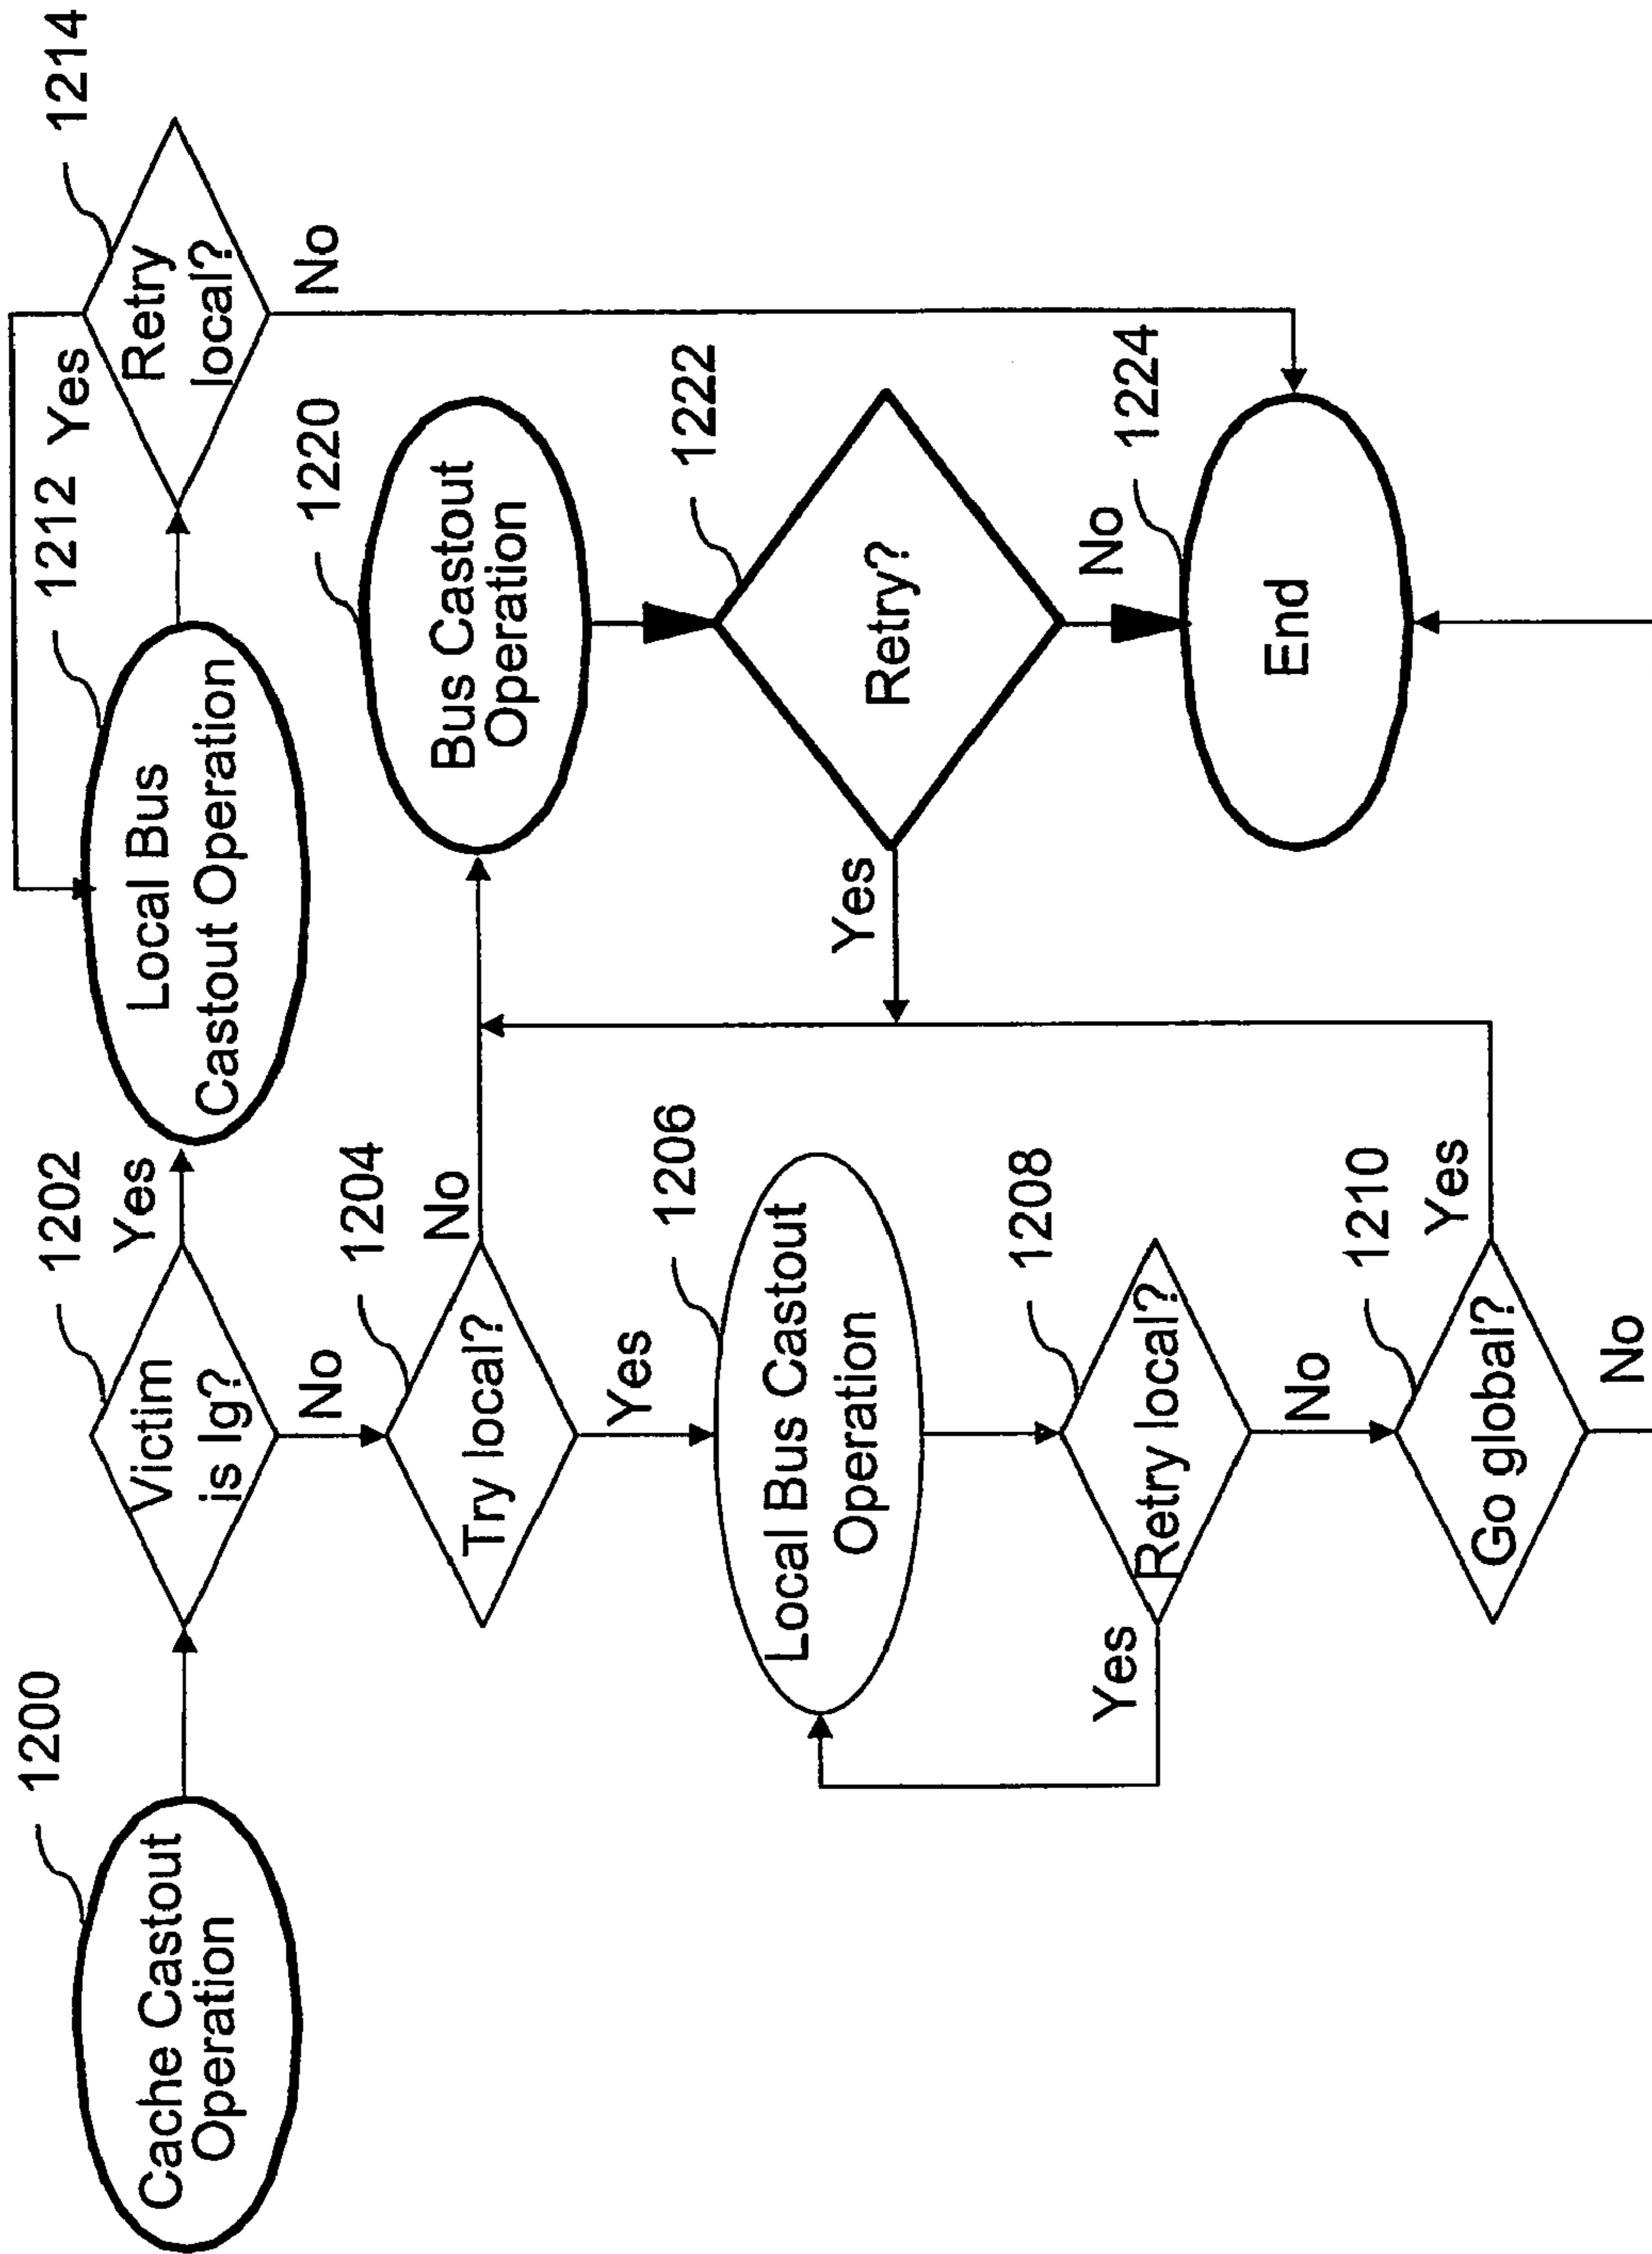 1200
Cache Castout
Operation
1202
Victim
is Ig?
Yes
No
1212
Local Bus
Castout Operation
Yes
1214
Retry
local?
No
1204
Try local?
No
Yes
1220
Bus Castout
Operation
1206
Local Bus Castout
Operation
1222
Retry?
Yes
No
1208
Retry local?
Yes
No
1210
Go global?
Yes
No
1224
End